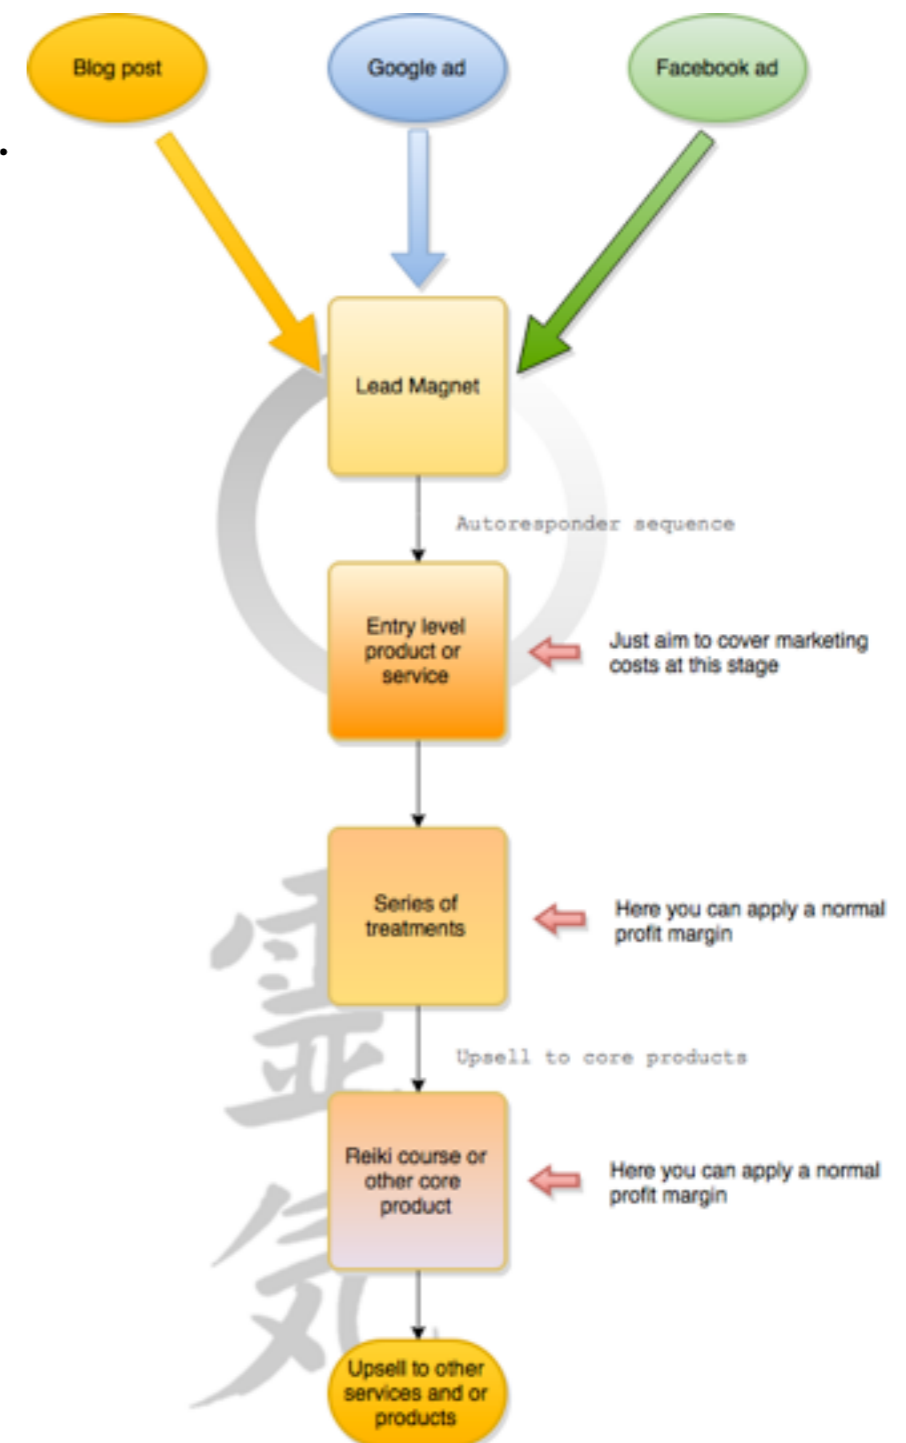 Blog post
Google ad
Facebook ad
Lead Magnet
Autoresponder sequence
Entry level
product or
service
Just aim to cover marketing
costs at this stage
Series of
treatments
Here you can apply a normal
profit margin
Upsell to core products
Reiki course or
other core
product
Here you can apply a normal
profit margin
Upsell to other
services and or
products
霊
気